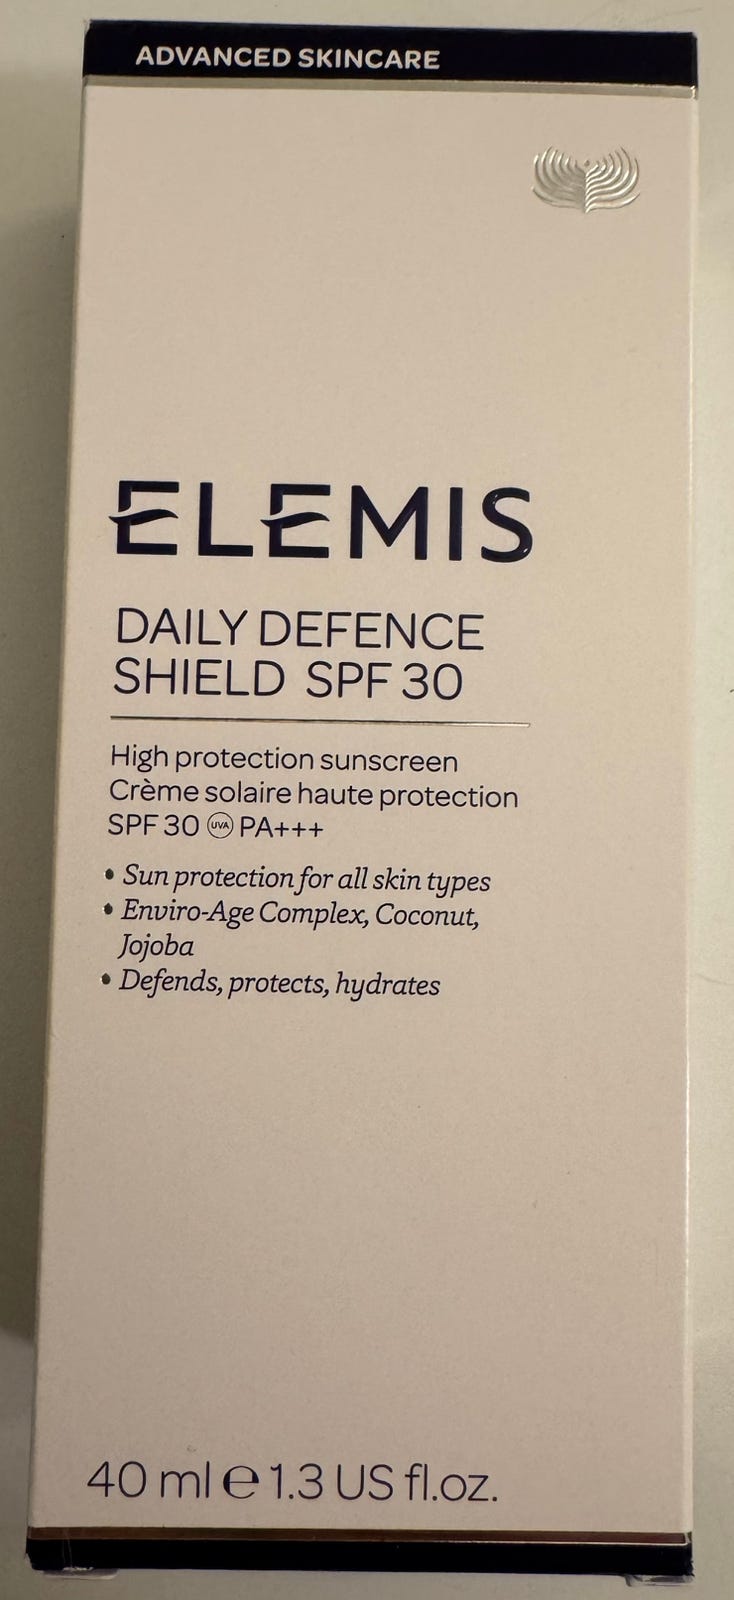 ADVANCED SKINCARE
ELEMIS
DAILY DEFENCE
SHIELD SPF 30
High protection sunscreen
Crème solaire haute protection
SPF 30 UVA PA+++
• Sun protection for all skin types
• Enviro-Age Complex, Coconut,
Jojoba
• Defends, protects, hydrates
40 ml e 1.3 US fl.oz.